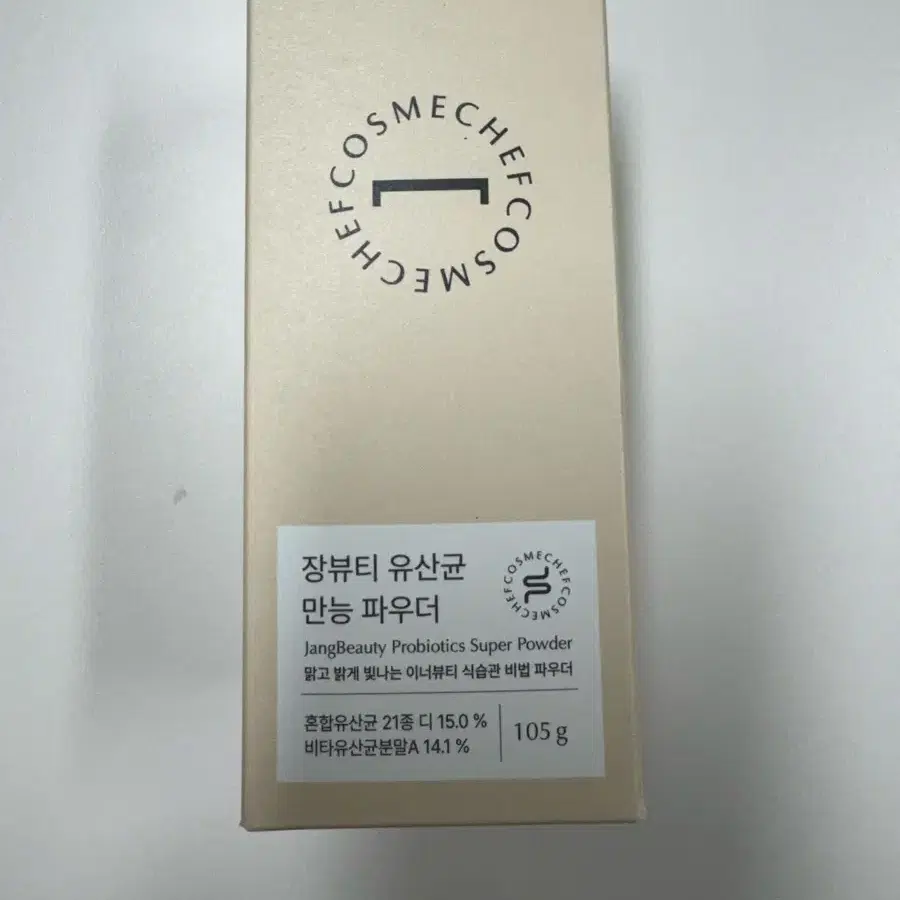 COSMECHEFCOSMECHEF
장뷰티 유산균
만능 파우더
COSMECHEFCOSMECHEF
JangBeauty Probiotics Super Powder
맑고 밝게 빛나는 이너뷰티 식습관 비법 파우더
혼합유산균 21종 디 15.0 %
비타유산균분말A 14.1 %
105 g